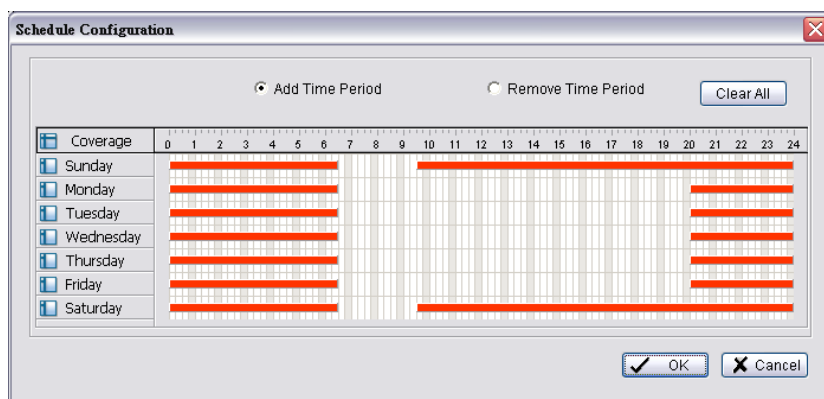 Schedule Configuration
Add Time Period Remove Time Period Clear All
Coverage 0 1 2 3 4 5 6 7 8 9 10 11 12 13 14 15 16 17 18 19 20 21 22 23 24
Sunday
Monday
Tuesday
Wednesday
Thursday
Friday
Saturday
OK Cancel